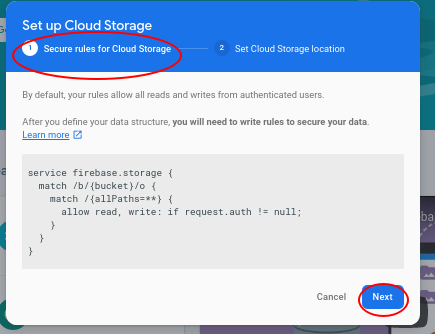 Set up Cloud Storage
1 Secure rules for Cloud Storage 2 Set Cloud Storage location
By default, your rules allow all reads and writes from authenticated users.
After you define your data structure, you will need to write rules to secure your data.
Learn more
service firebase.storage {
match /b/{bucket}/o {
match /{allPaths=**} {
allow read, write: if request.auth != null;
}
}
}
Cancel Next